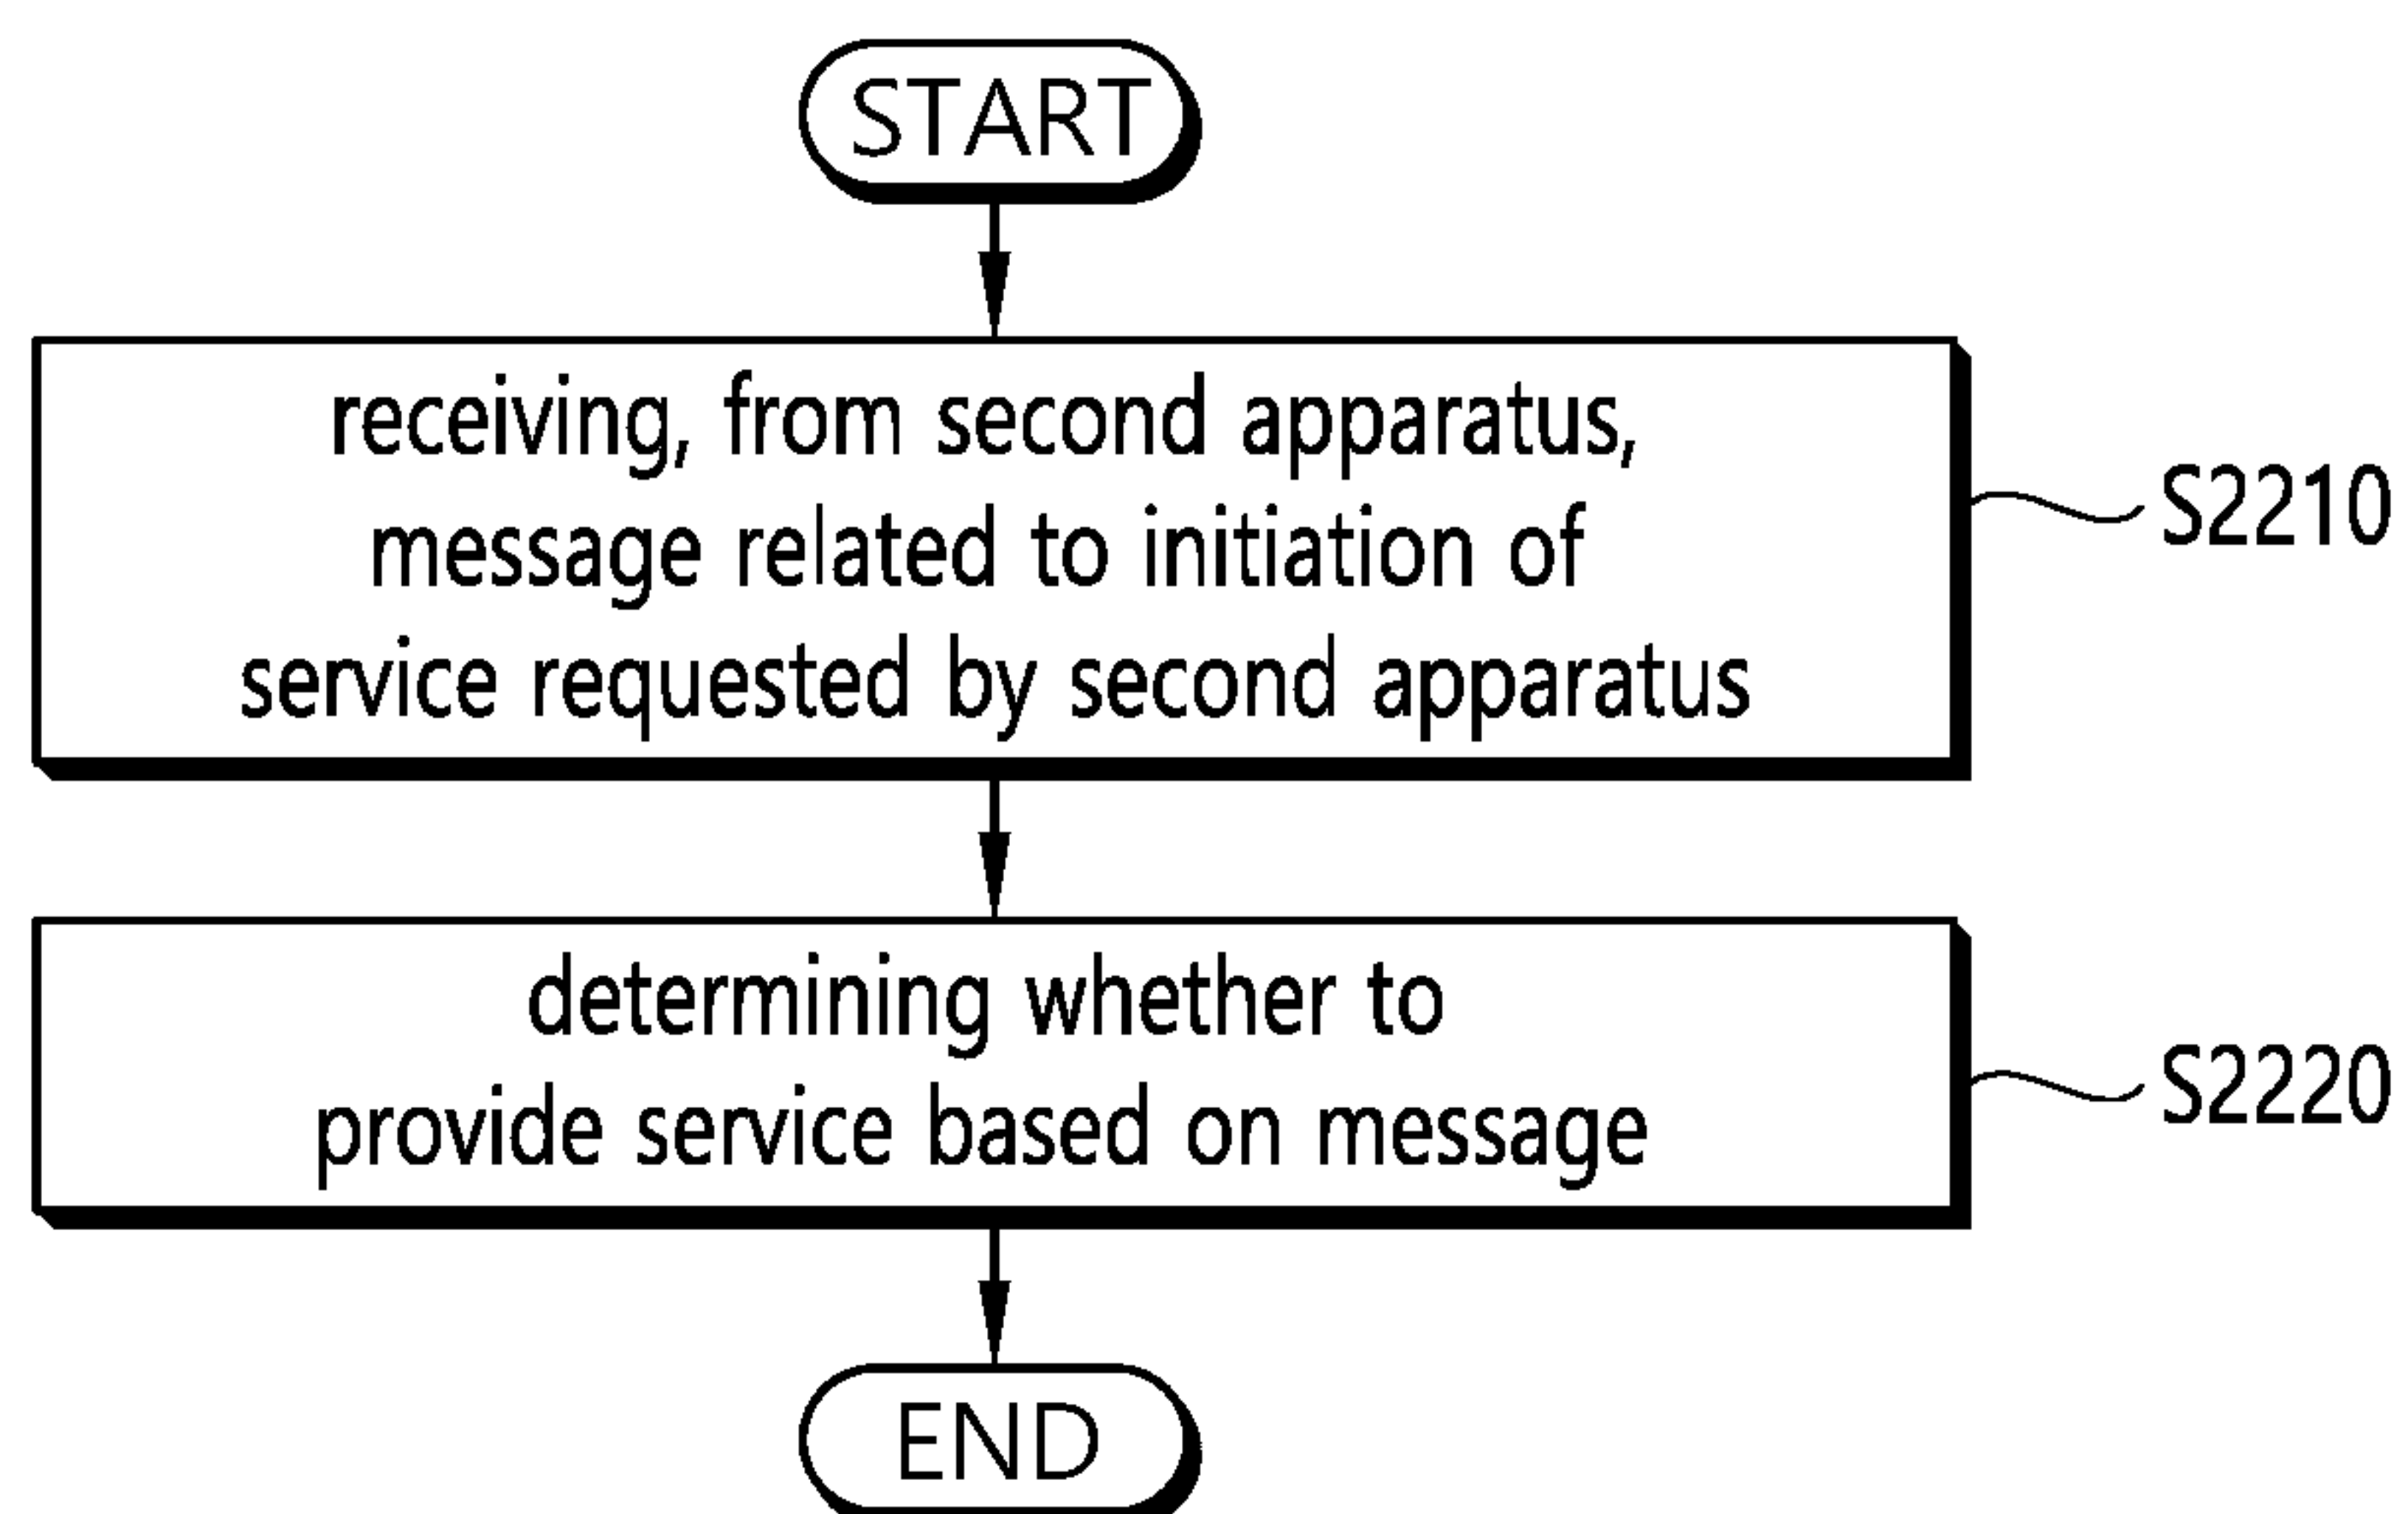 START
receiving, from second apparatus,
message related to initiation of
service requested by second apparatus
S2210
determining whether to
provide service based on message
S2220
END